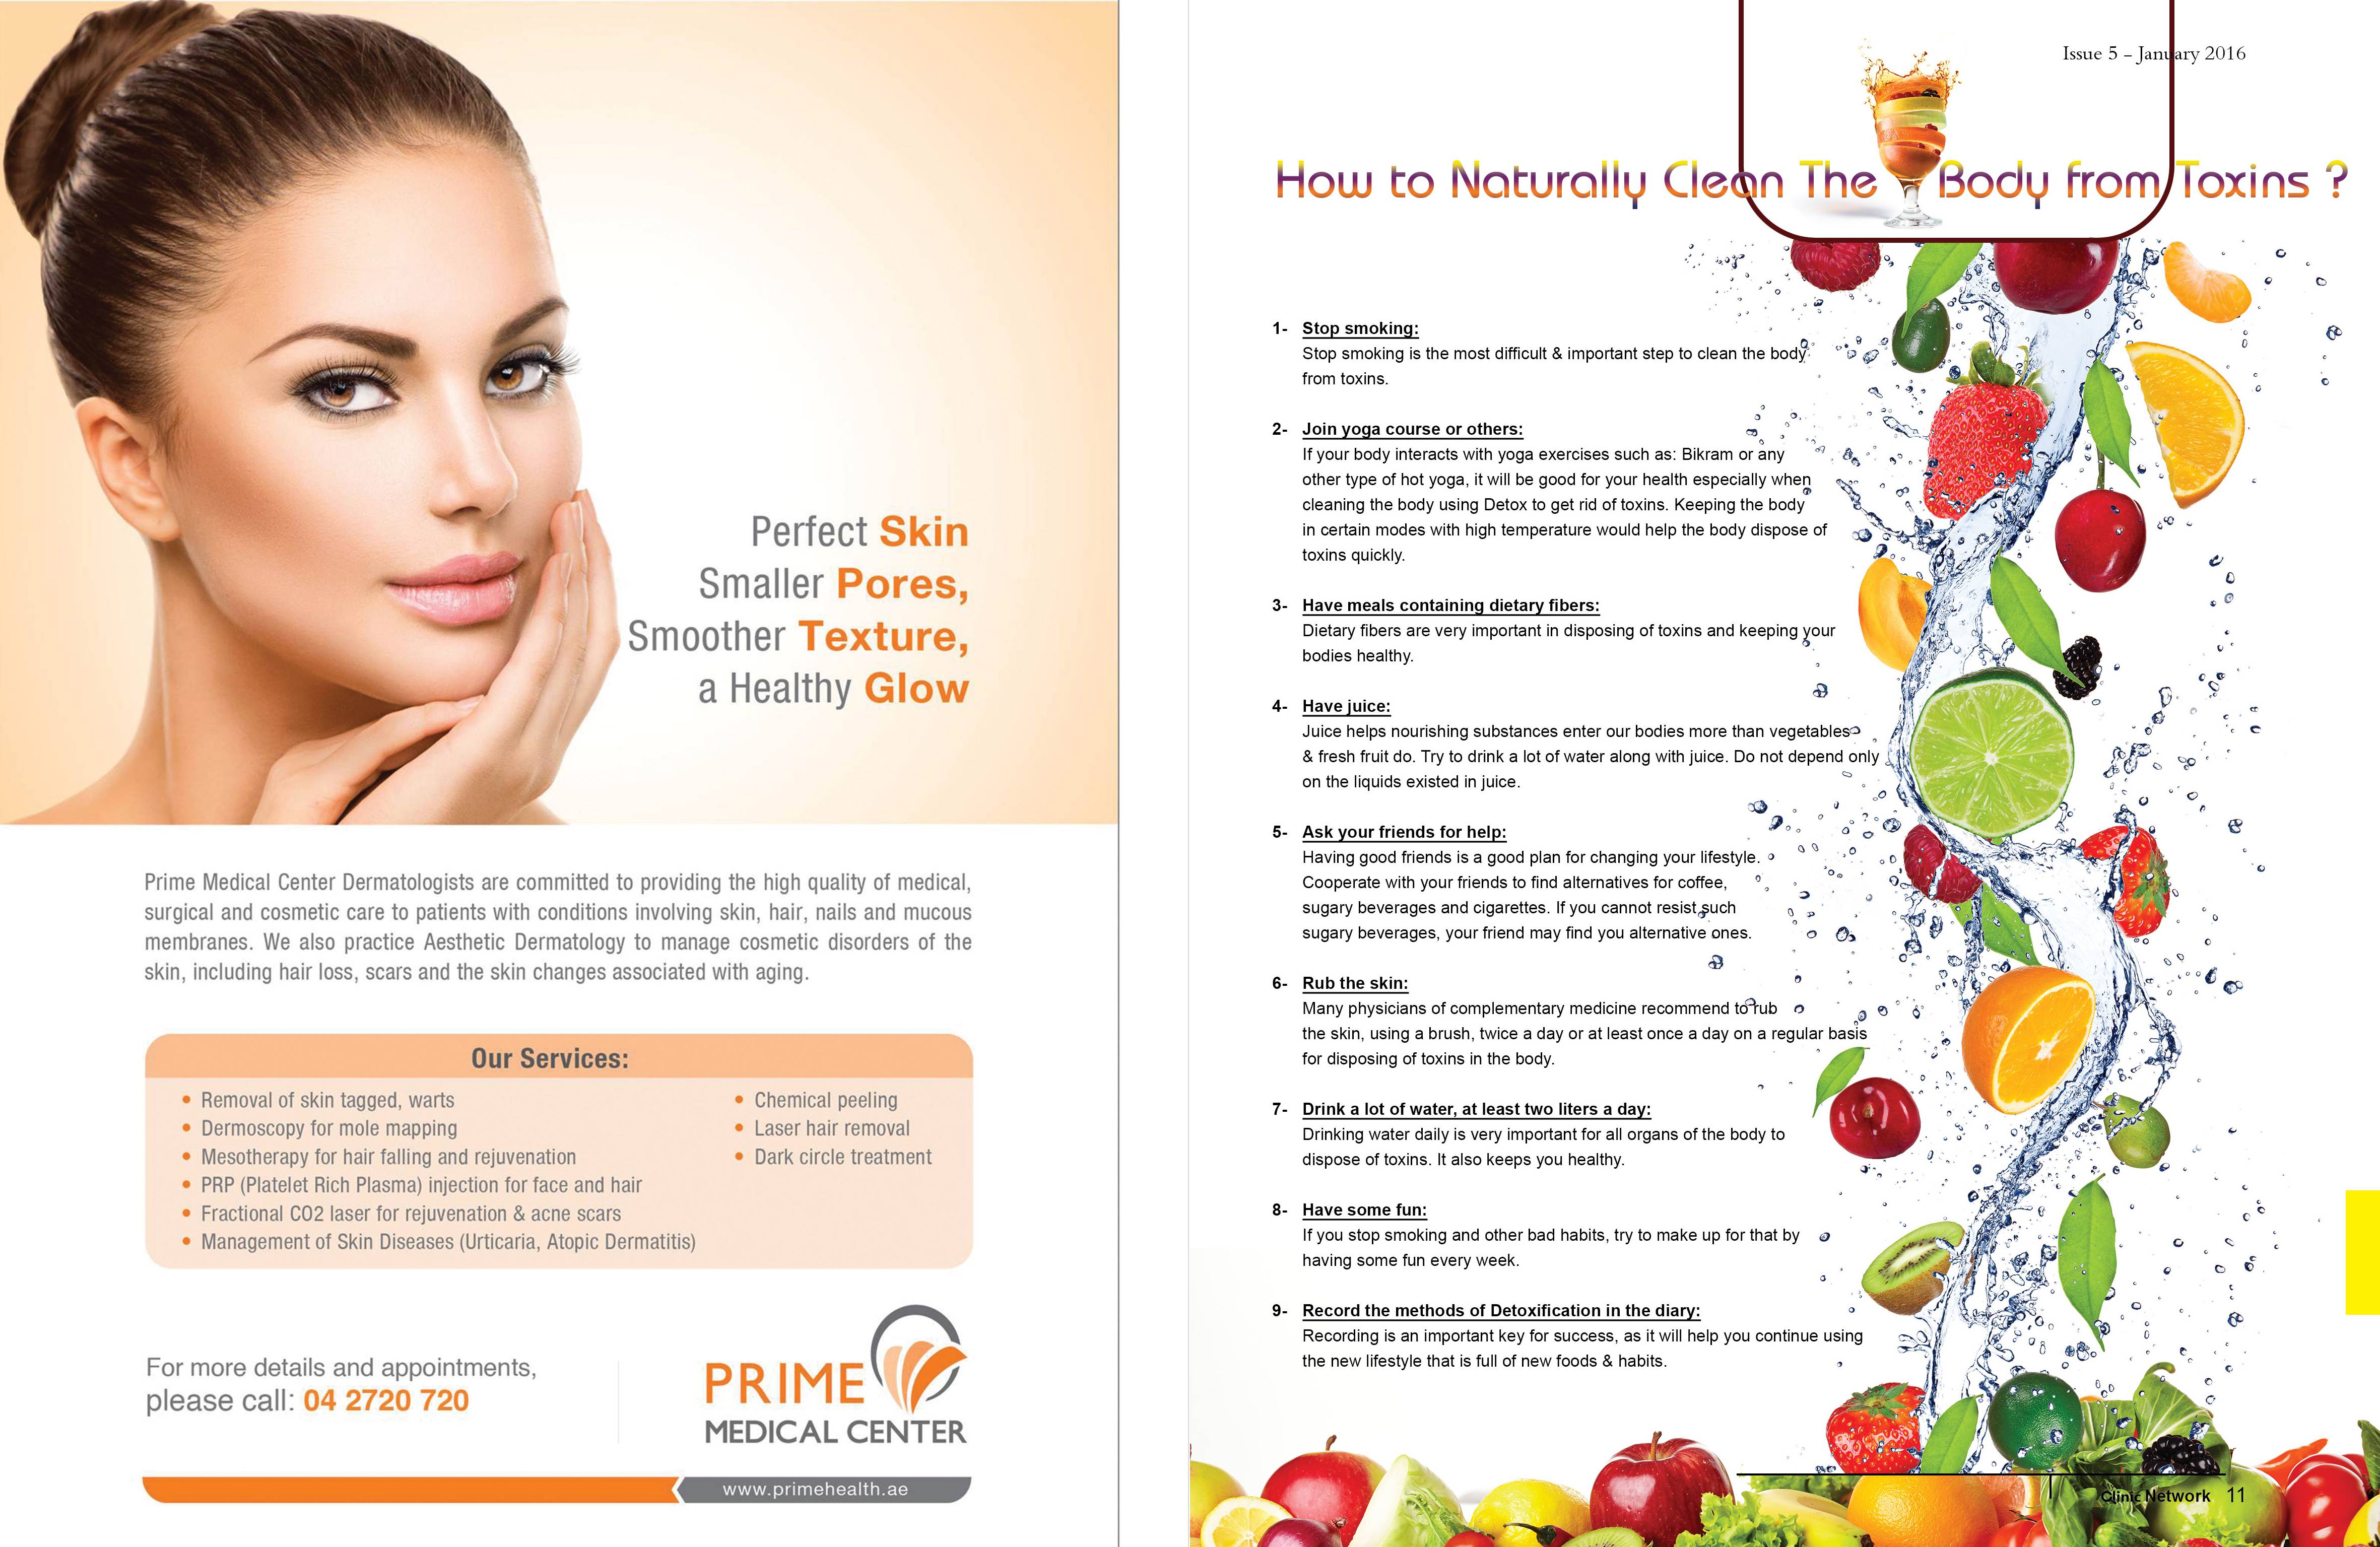 Perfect Skin
Smaller Pores,
Smoother Texture,
a Healthy Glow
Prime Medical Center Dermatologists are committed to providing the high quality of medical,
surgical and cosmetic care to patients with conditions involving skin, hair, nails and mucous
membranes. We also practice Aesthetic Dermatology to manage cosmetic disorders of the
skin, including hair loss, scars and the skin changes associated with aging.
Our Services:
• Removal of skin tagged, warts
• Dermoscopy for mole mapping
• Mesotherapy for hair falling and rejuvenation
• PRP (Platelet Rich Plasma) injection for face and hair
• Fractional CO2 laser for rejuvenation & acne scars
• Management of Skin Diseases (Urticaria, Atopic Dermatitis)
• Chemical peeling
• Laser hair removal
• Dark circle treatment
For more details and appointments,
please call: 04 2720 720
PRIME
MEDICAL CENTER
www.primehealth.ae
Issue 5 – January 2016
How to Naturally Clean The Body from Toxins ?
1- Stop smoking:
Stop smoking is the most difficult & important step to clean the body
from toxins.
2- Join yoga course or others:
If your body interacts with yoga exercises such as: Bikram or any
other type of hot yoga, it will be good for your health especially when
cleaning the body using Detox to get rid of toxins. Keeping the body
in certain modes with high temperature would help the body dispose of
toxins quickly.
3- Have meals containing dietary fibers:
Dietary fibers are very important in disposing of toxins and keeping your
bodies healthy.
4- Have juice:
Juice helps nourishing substances enter our bodies more than vegetables
& fresh fruit do. Try to drink a lot of water along with juice. Do not depend only
on the liquids existed in juice.
5- Ask your friends for help:
Having good friends is a good plan for changing your lifestyle.
Cooperate with your friends to find alternatives for coffee,
sugary beverages and cigarettes. If you cannot resist such
sugary beverages, your friend may find you alternative ones.
6- Rub the skin:
Many physicians of complementary medicine recommend to rub
the skin, using a brush, twice a day or at least once a day on a regular basis
for disposing of toxins in the body.
7- Drink a lot of water, at least two liters a day:
Drinking water daily is very important for all organs of the body to
dispose of toxins. It also keeps you healthy.
8- Have some fun:
If you stop smoking and other bad habits, try to make up for that by
having some fun every week.
9- Record the methods of Detoxification in the diary:
Recording is an important key for success, as it will help you continue using
the new lifestyle that is full of new foods & habits.
Clinic Network 11